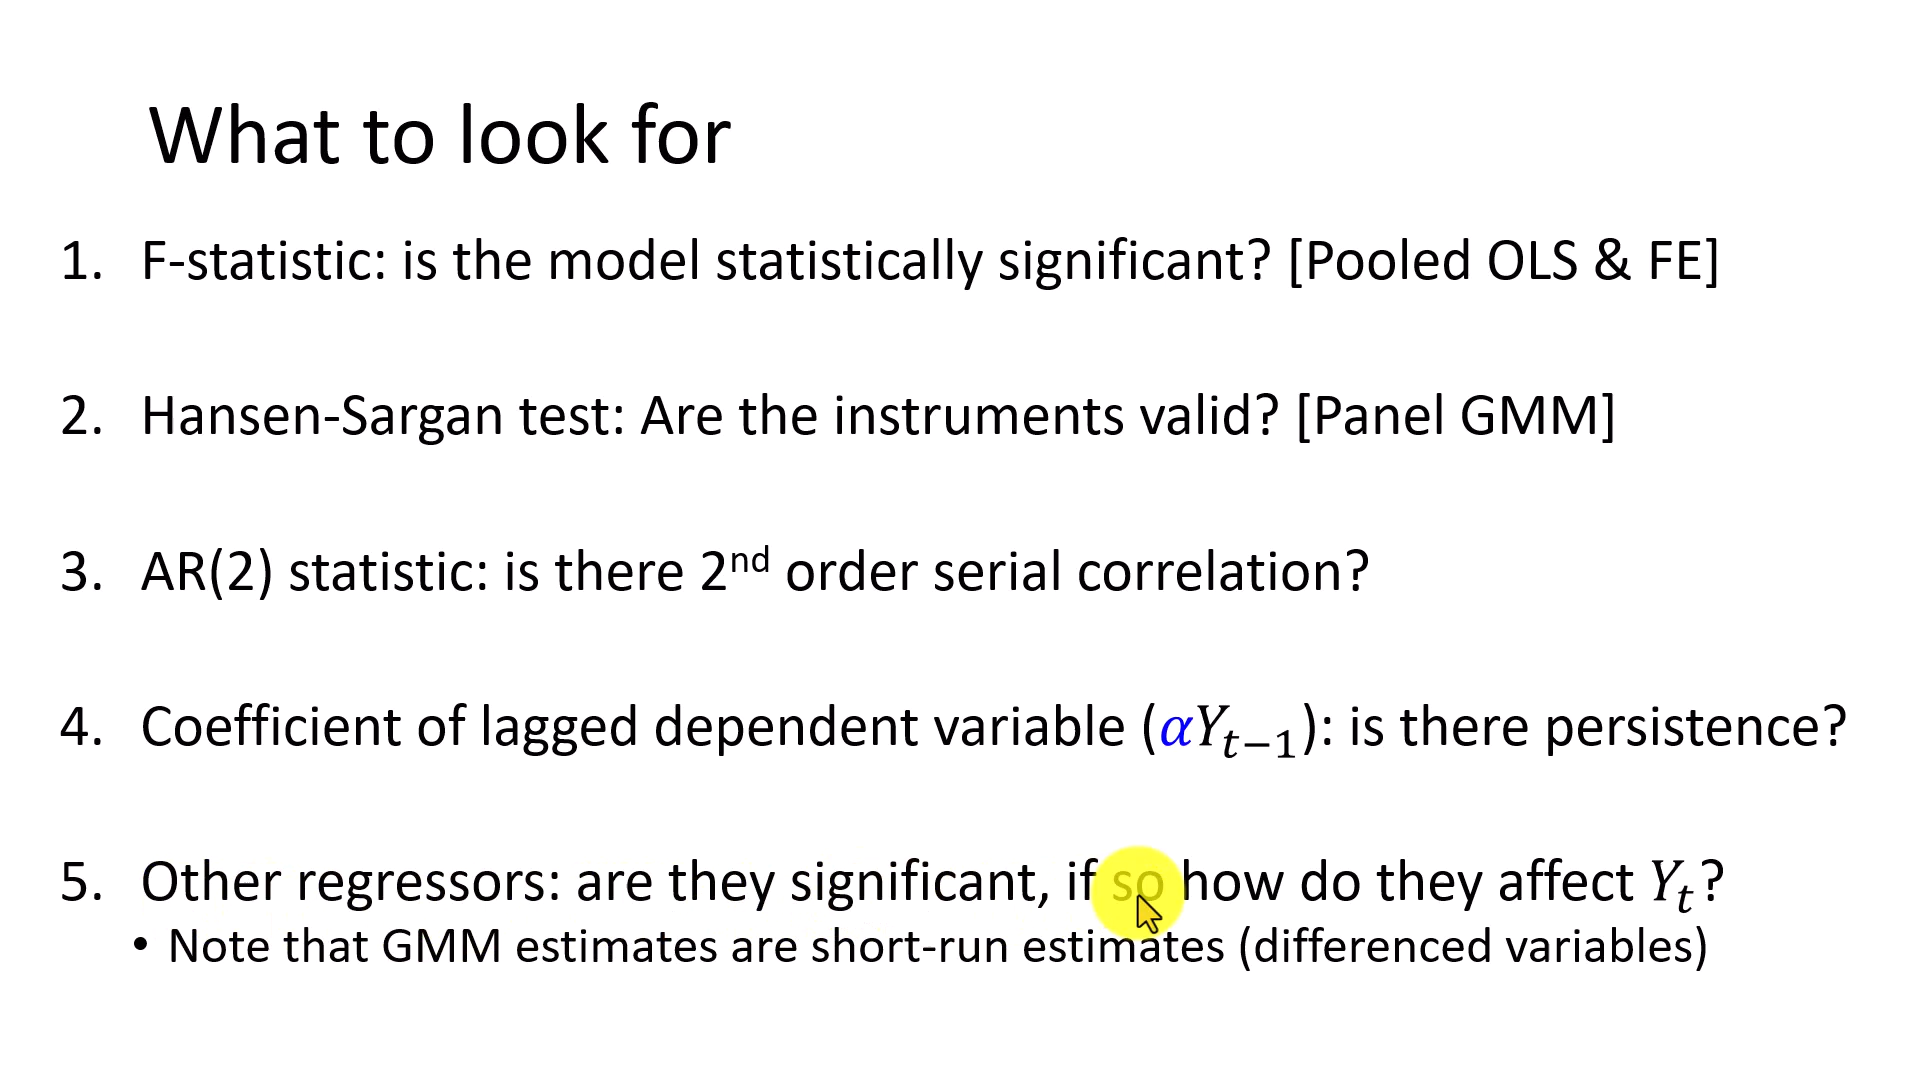 What to look for
1. F-statistic: is the model statistically significant? [Pooled OLS & FE]
2. Hansen-Sargan test: Are the instruments valid? [Panel GMM]
3. AR(2) statistic: is there 2ⁿᵈ order serial correlation?
4. Coefficient of lagged dependent variable (𝛼𝑌ₜ₋₁): is there persistence?
5. Other regressors: are they significant, if so how do they affect 𝑌ₜ?
• Note that GMM estimates are short-run estimates (differenced variables)